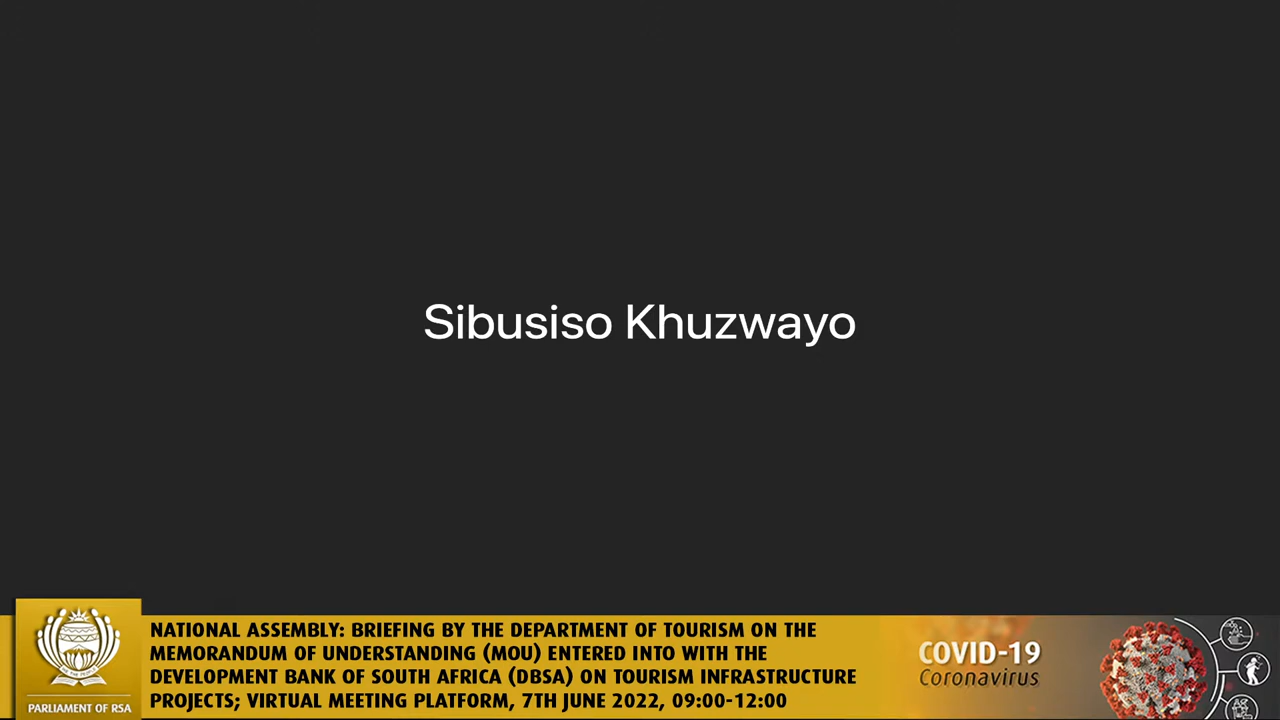 Sibusiso Khuzwayo
NATIONAL ASSEMBLY: BRIEFING BY THE DEPARTMENT OF TOURISM ON THE
MEMORANDUM OF UNDERSTANDING (MOU) ENTERED INTO WITH THE
DEVELOPMENT BANK OF SOUTH AFRICA (DBSA) ON TOURISM INFRASTRUCTURE
PROJECTS; VIRTUAL MEETING PLATFORM, 7TH JUNE 2022, 09:00-12:00
PARLIAMENT OF RSA
COVID-19
Coronavirus